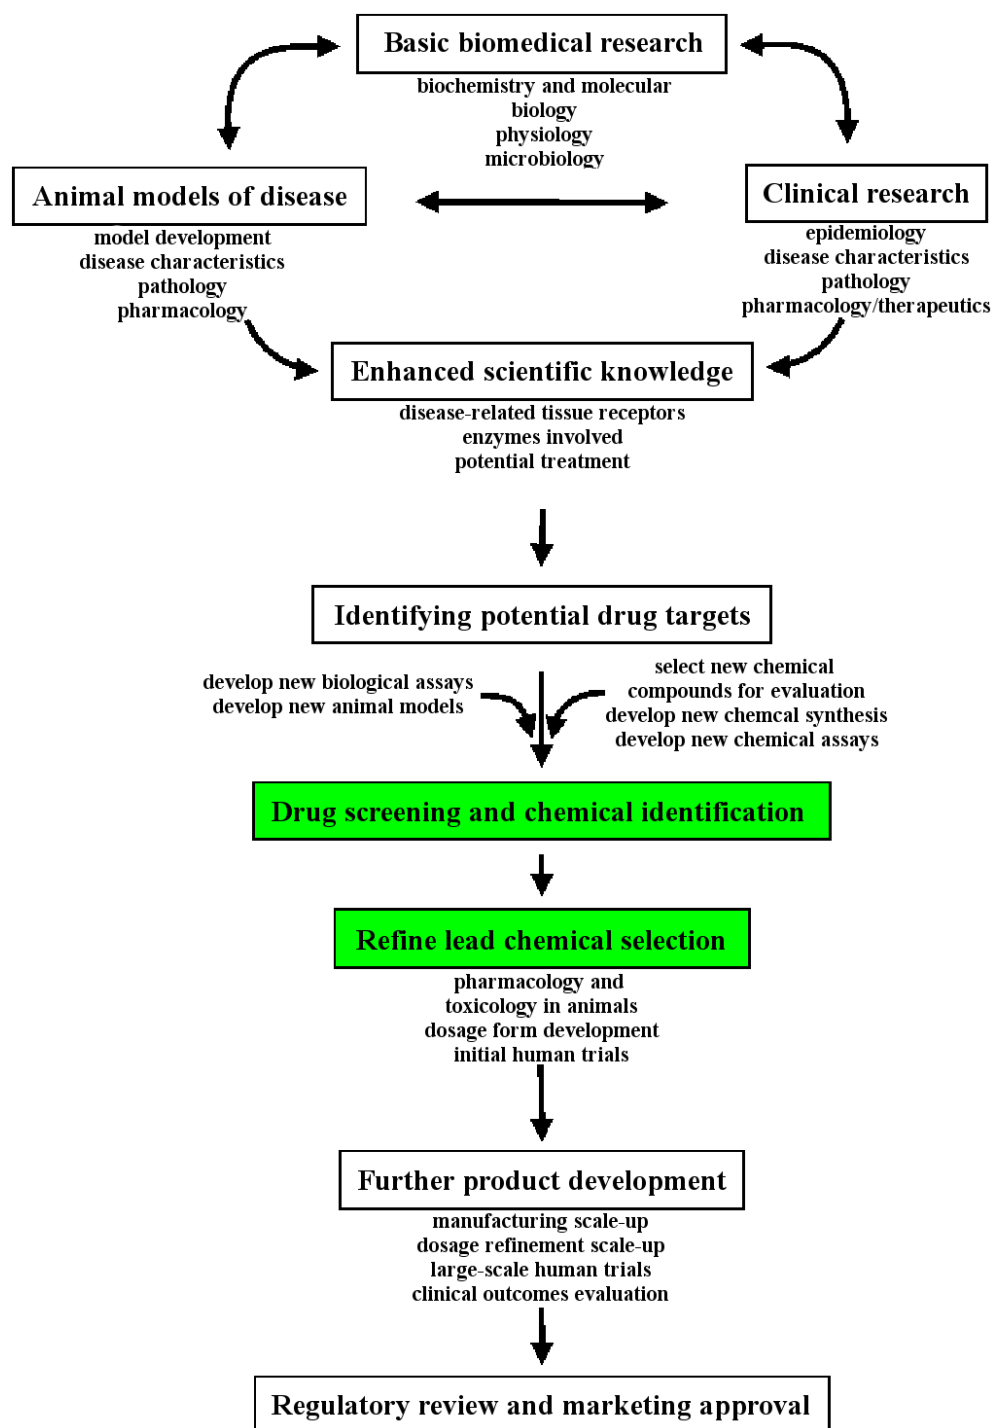 Basic biomedical research
biochemistry and molecular
biology
physiology
microbiology
Animal models of disease
model development
disease characteristics
pathology
pharmacology
Clinical research
epidemiology
disease characteristics
pathology
pharmacology/therapeutics
Enhanced scientific knowledge
disease-related tissue receptors
enzymes involved
potential treatment
Identifying potential drug targets
develop new biological assays
develop new animal models
select new chemical
compounds for evaluation
develop new chemcal synthesis
develop new chemical assays
Drug screening and chemical identification
Refine lead chemical selection
pharmacology and
toxicology in animals
dosage form development
initial human trials
Further product development
manufacturing scale-up
dosage refinement scale-up
large-scale human trials
clinical outcomes evaluation
Regulatory review and marketing approval